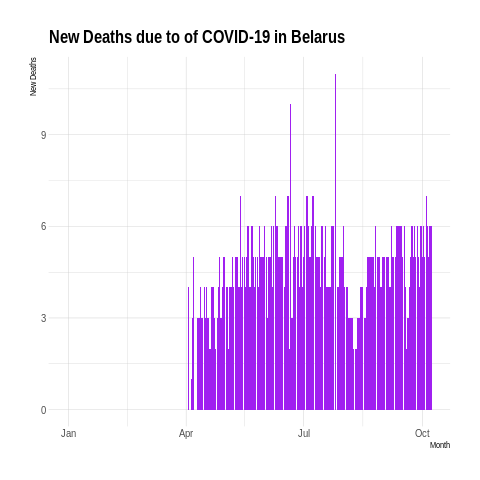 New Deaths due to of COVID-19 in Belarus
New Deaths
9
6
3
0
Jan Apr Jul Oct
Month